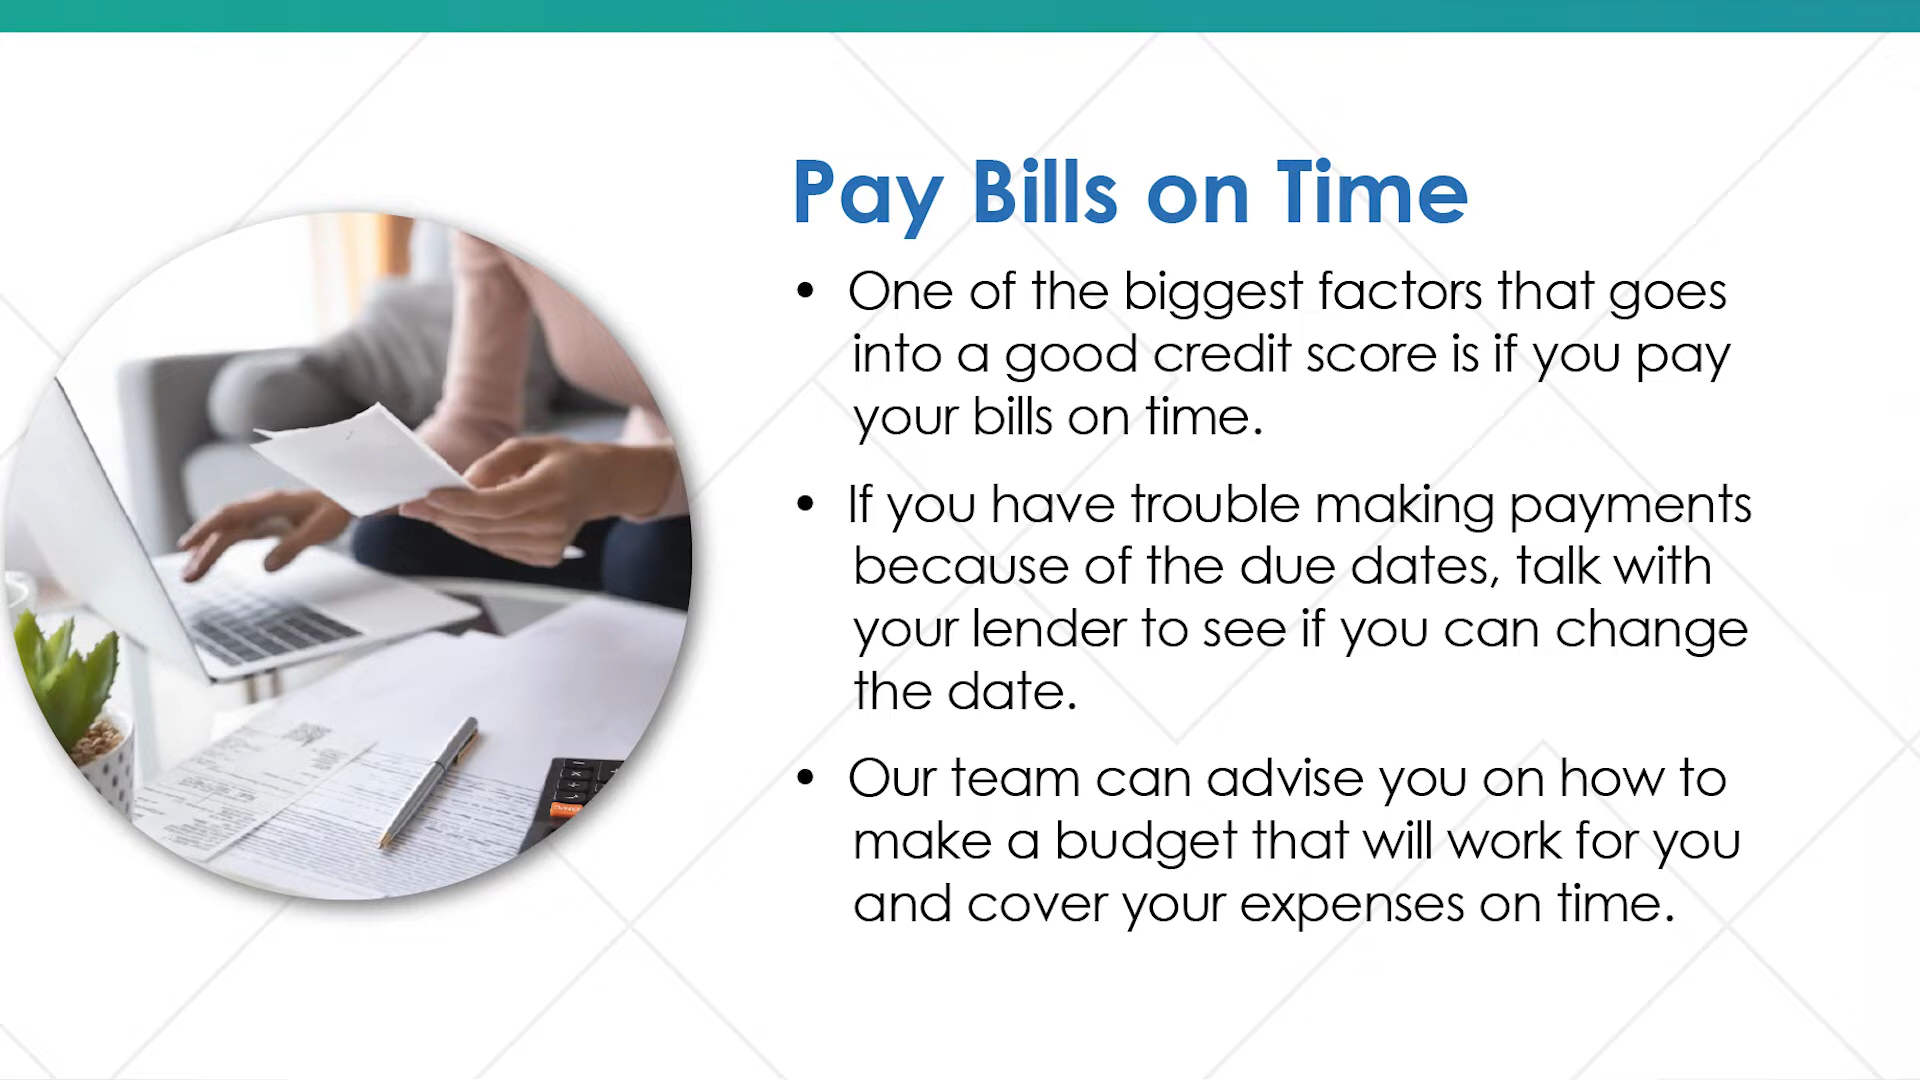 Pay Bills on Time
• One of the biggest factors that goes
into a good credit score is if you pay
your bills on time.
• If you have trouble making payments
because of the due dates, talk with
your lender to see if you can change
the date.
• Our team can advise you on how to
make a budget that will work for you
and cover your expenses on time.